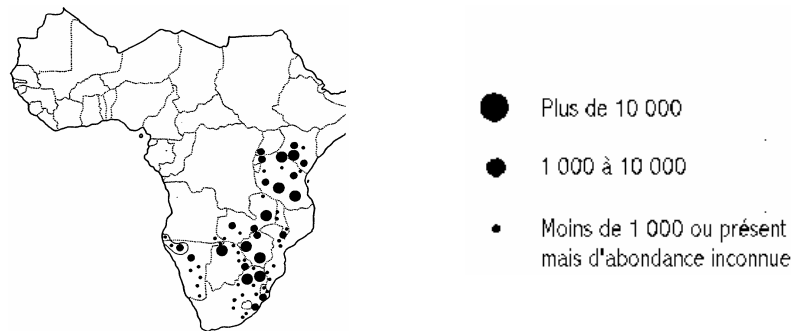 Plus de 10 000
1 000 à 10 000
Moins de 1 000 ou présent
mais d'abondance inconnue